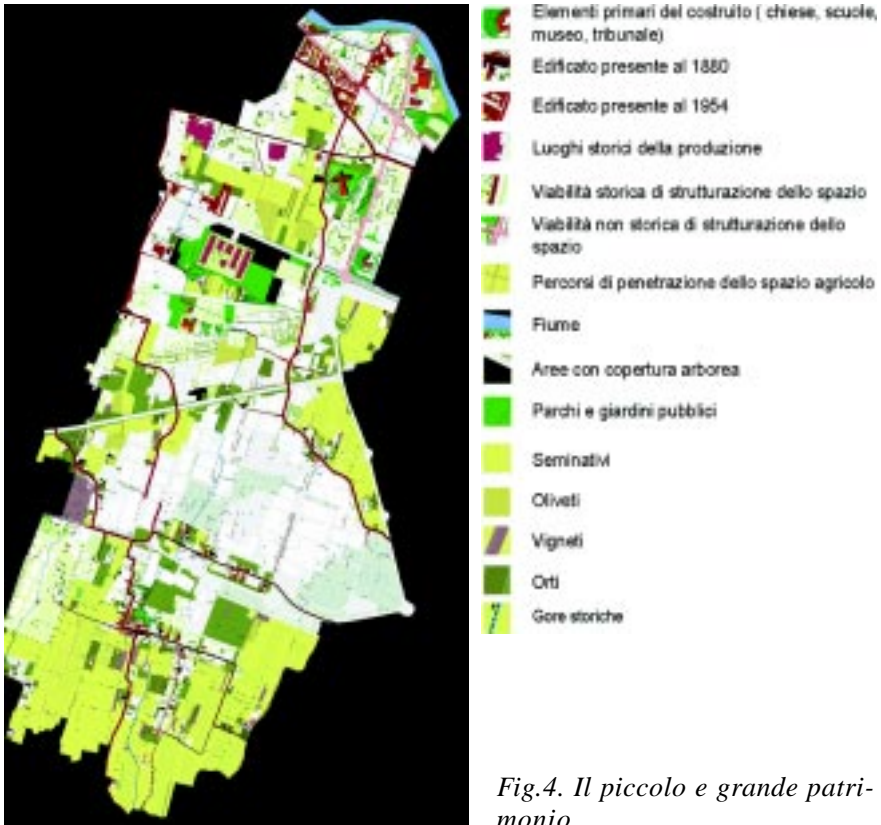 Elementi primari del costruito ( chiese, scuole,
museo, tribunale)
Edificato presente al 1880
Edificato presente al 1954
Luoghi storici della produzione
Viabilità storica di strutturazione dello spazio
Viabilità non storica di strutturazione dello
spazio
Percorsi di penetrazione dello spazio agricolo
Fiume
Aree con copertura arborea
Parchi e giardini pubblici
Seminativi
Oliveti
Vigneti
Orti
Gore storiche
Fig.4. Il piccolo e grande patri-
monio